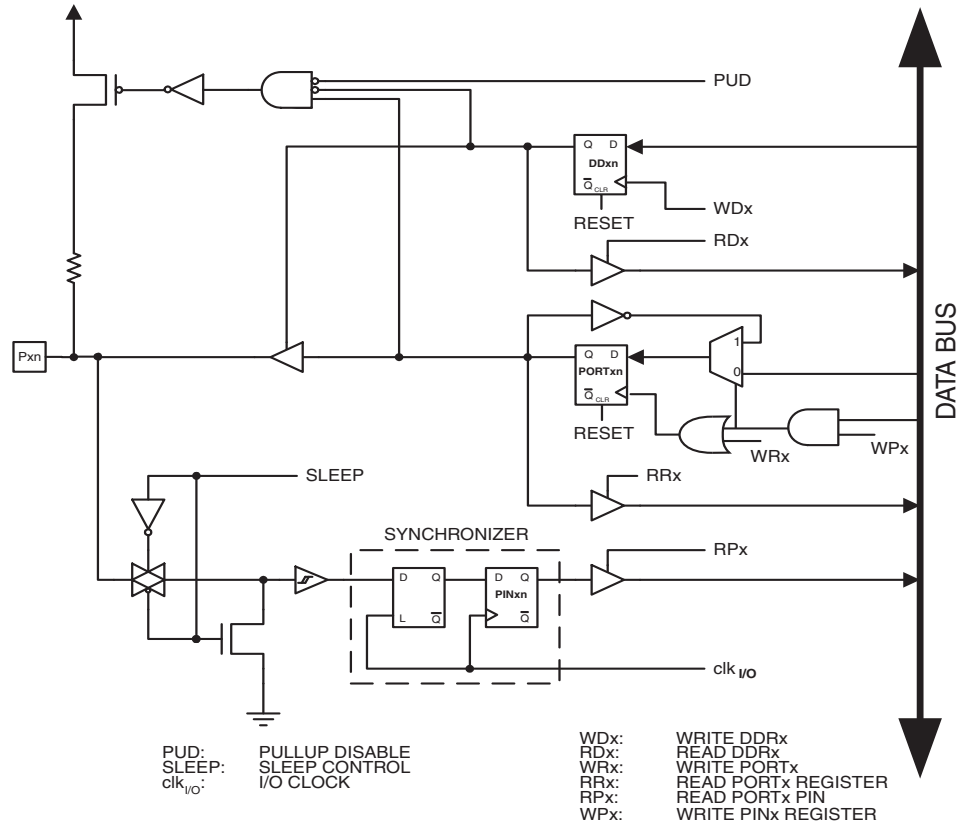 PUD
Q D
DDxn
Q CLR
WDx
RESET
RDx
Pxn
1
Q D
PORTxn
0
Q CLR
RESET
WRx
WPx
DATA BUS
SLEEP
RRx
SYNCHRONIZER
RPx
D Q
L Q
D Q
PINxn
Q
clk I/O
PUD: PULLUP DISABLE
SLEEP: SLEEP CONTROL
clkI/O: I/O CLOCK
WDx: WRITE DDRx
RDx: READ DDRx
WRx: WRITE PORTx
RRx: READ PORTx REGISTER
RPx: READ PORTx PIN
WPx: WRITE PINx REGISTER